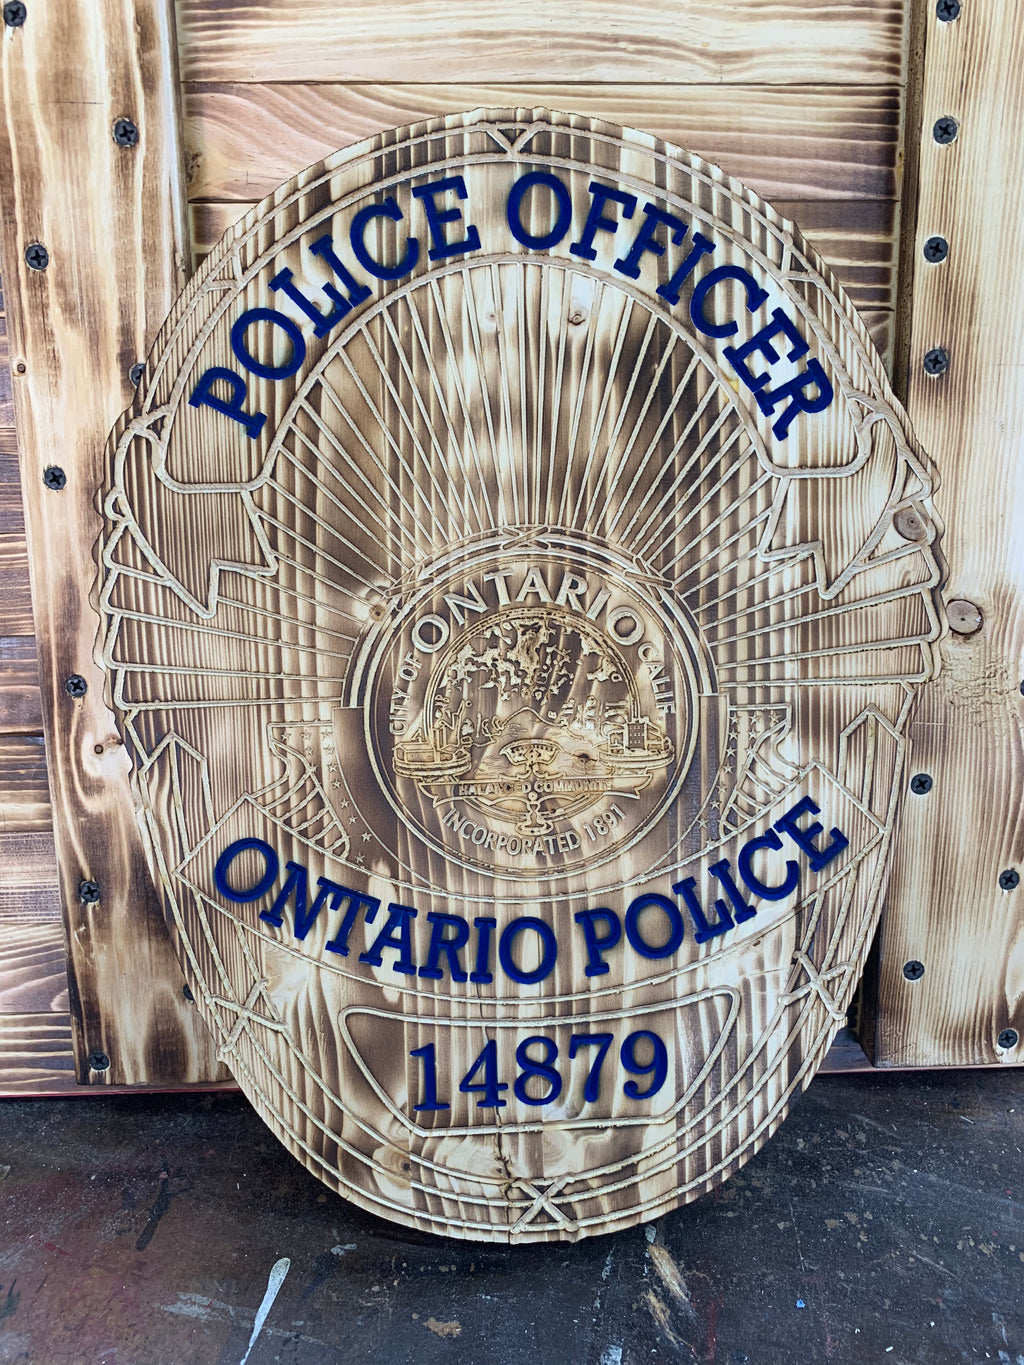 POLICE OFFICER
CITY OF ONTARIO CALIF
BALANCED COMMUNITY
INCORPORATED 1891
ONTARIO POLICE
14879